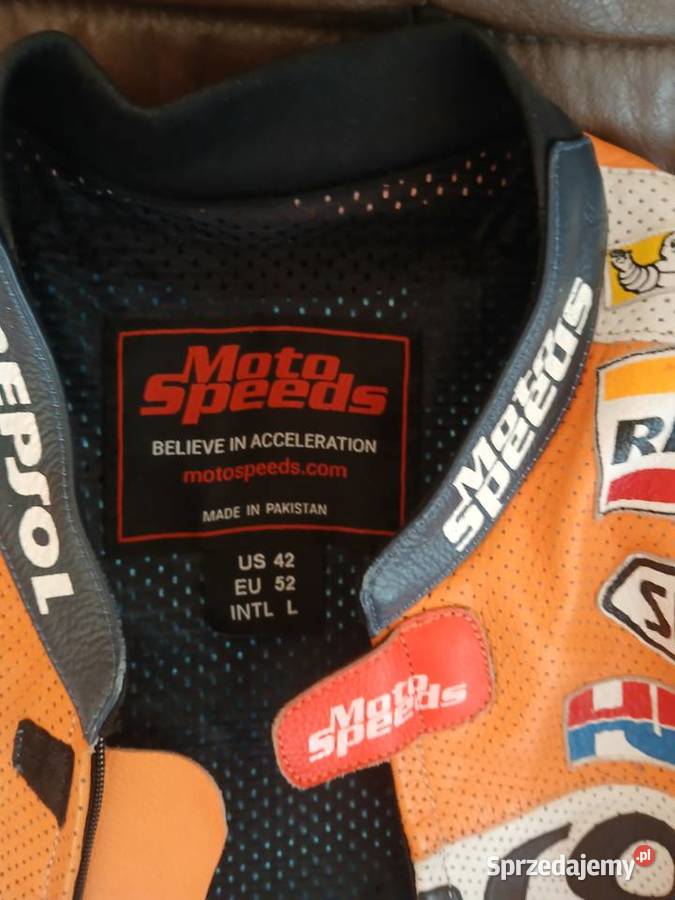 Moto
Speeds
BELIEVE IN ACCELERATION
motospeeds.com
MADE IN PAKISTAN
US 42
EU 52
INTL L
EPSOL
Moto
Speeds
Moto
Speeds
Sprzedajemy.pl